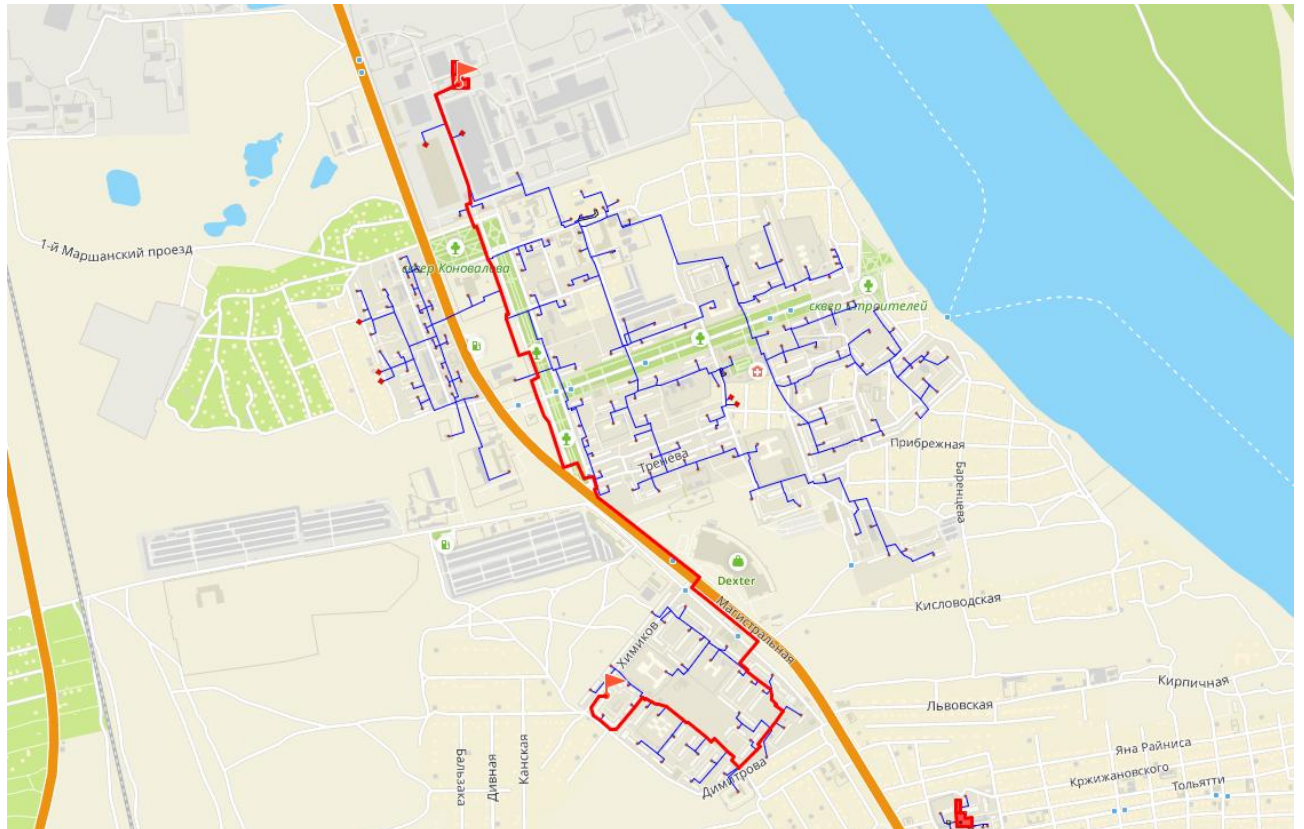 1-й Маршанский проезд
сквер Коновалова
сквер Строителей
Тренева
Прибрежная
Баренцева
Dexter
Магистральная
Кисловодская
Химиков
Кирпичная
Львовская
Яна Райниса
Кржижановского
Тольятти
Димитрова
Бальзака
Дивная
Канская